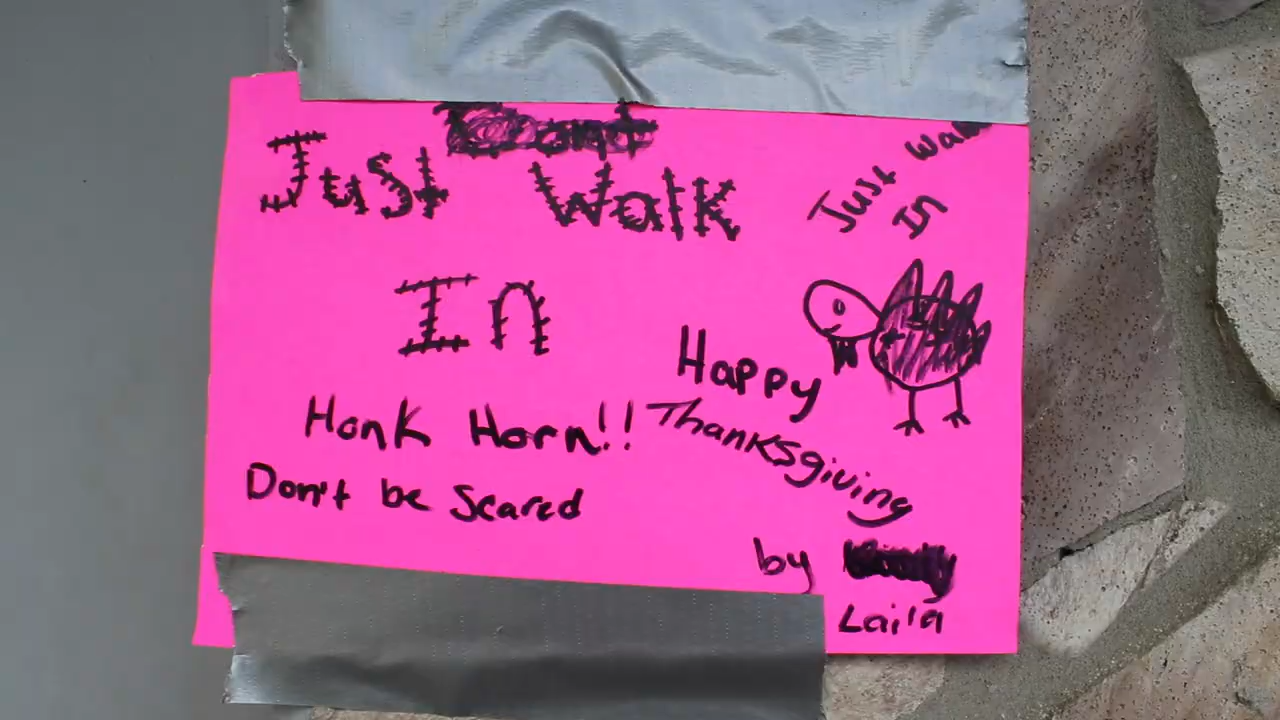 Just Walk
In
Just Walk
In
Happy
Thanksgiving
Honk Horn!!
Don't be Scared
by
Laila